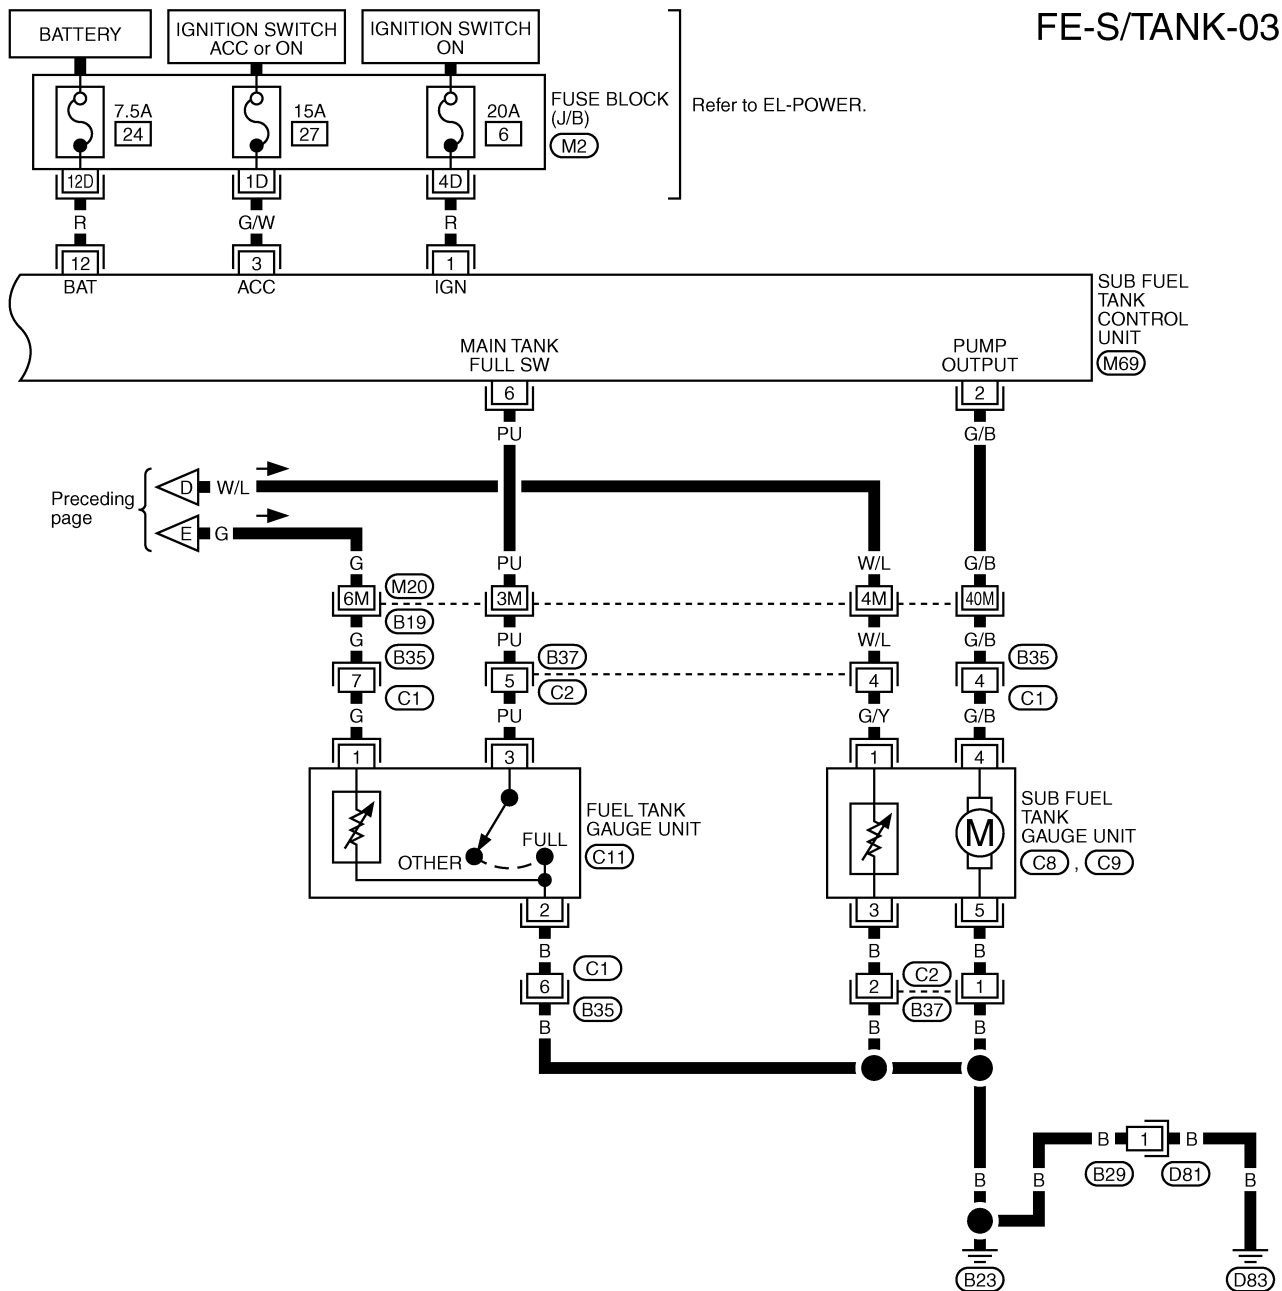 FE-S/TANK-03
BATTERY
IGNITION SWITCH
ACC or ON
IGNITION SWITCH
ON
7.5A
24
15A
27
20A
6
FUSE BLOCK
(J/B)
M2
Refer to EL-POWER.
12D
1D
4D
R
G/W
R
12
3
1
BAT
ACC
IGN
SUB FUEL
TANK
CONTROL
UNIT
M69
MAIN TANK
FULL SW
PUMP
OUTPUT
6
2
PU
G/B
Preceding
page
D
W/L
E
G
G
PU
W/L
G/B
6M
M20
B19
3M
4M
40M
G
PU
W/L
G/B
B35
B37
B35
7
5
4
4
C1
C2
C1
G
PU
G/Y
G/B
1
3
1
4
FUEL TANK
GAUGE UNIT
C11
OTHER
FULL
M
SUB FUEL
TANK
GAUGE UNIT
C8 , C9
2
3
5
B
B
B
C1
6
B35
C2
2
1
B37
B
B
B
B
1
B
B29
D81
B
B
B
B23
D83